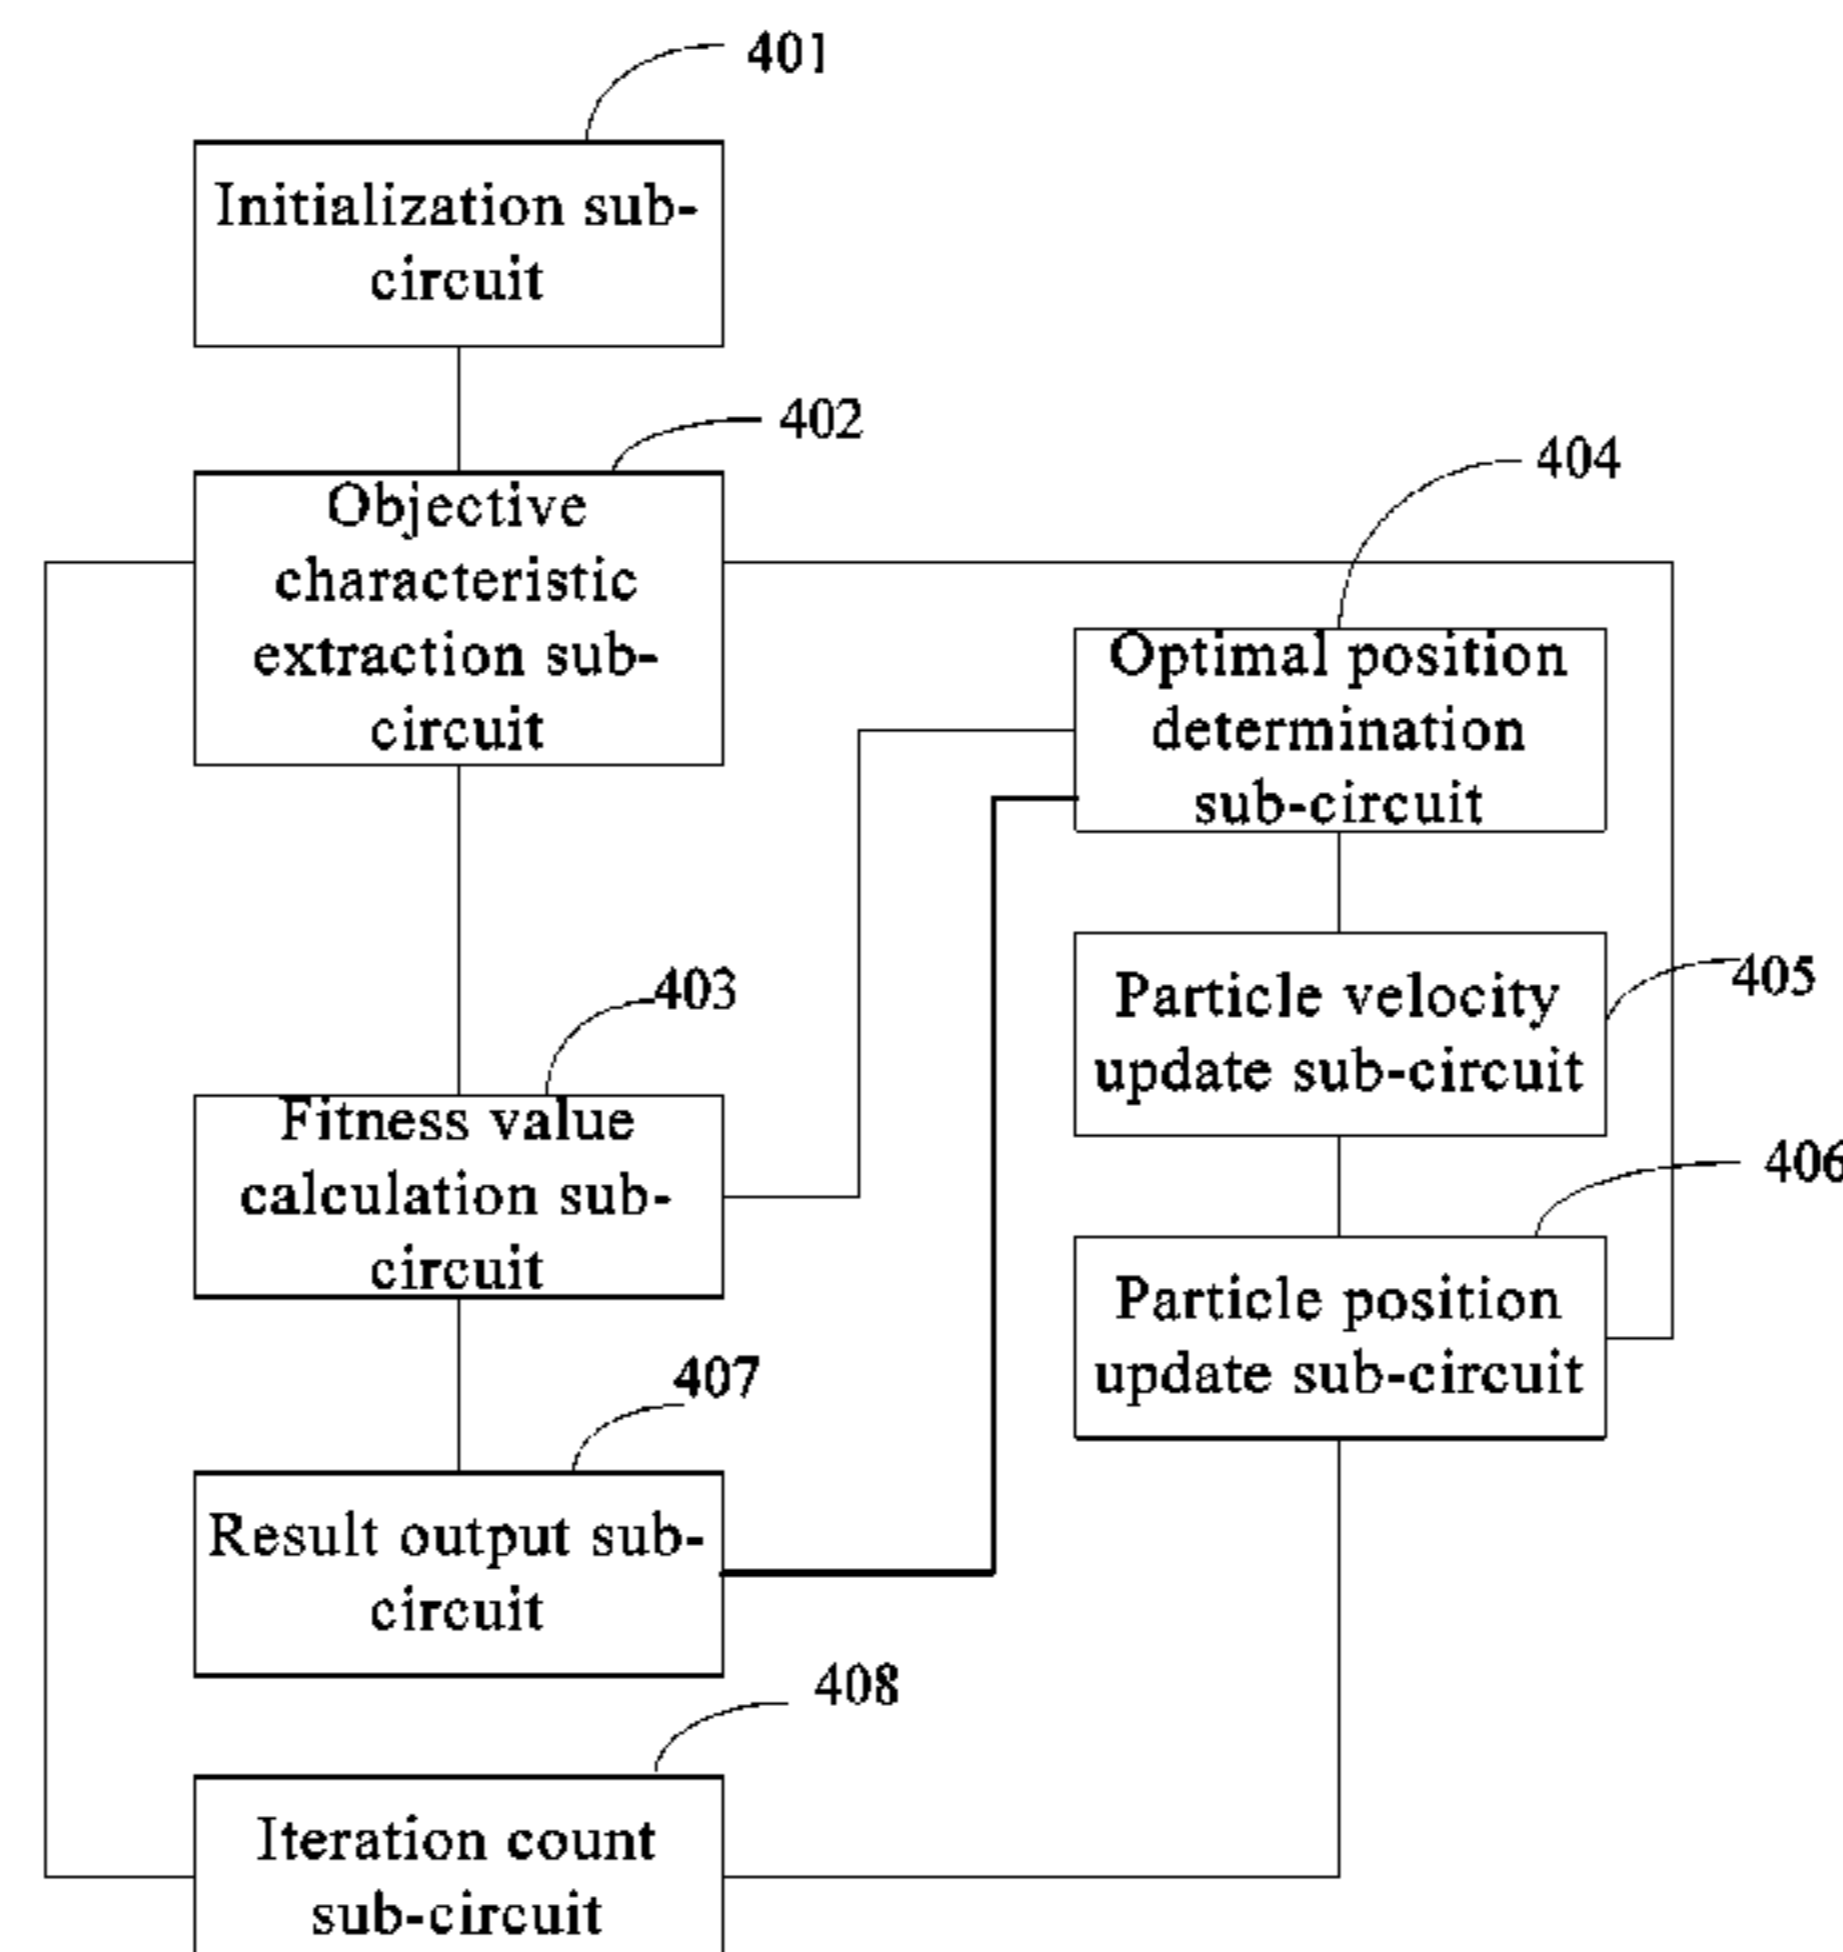 401
Initialization sub-
circuit
402
Objective
characteristic
extraction sub-
circuit
404
Optimal position
determination
sub-circuit
403
Fitness value
calculation sub-
circuit
405
Particle velocity
update sub-circuit
406
Particle position
update sub-circuit
407
Result output sub-
circuit
408
Iteration count
sub-circuit